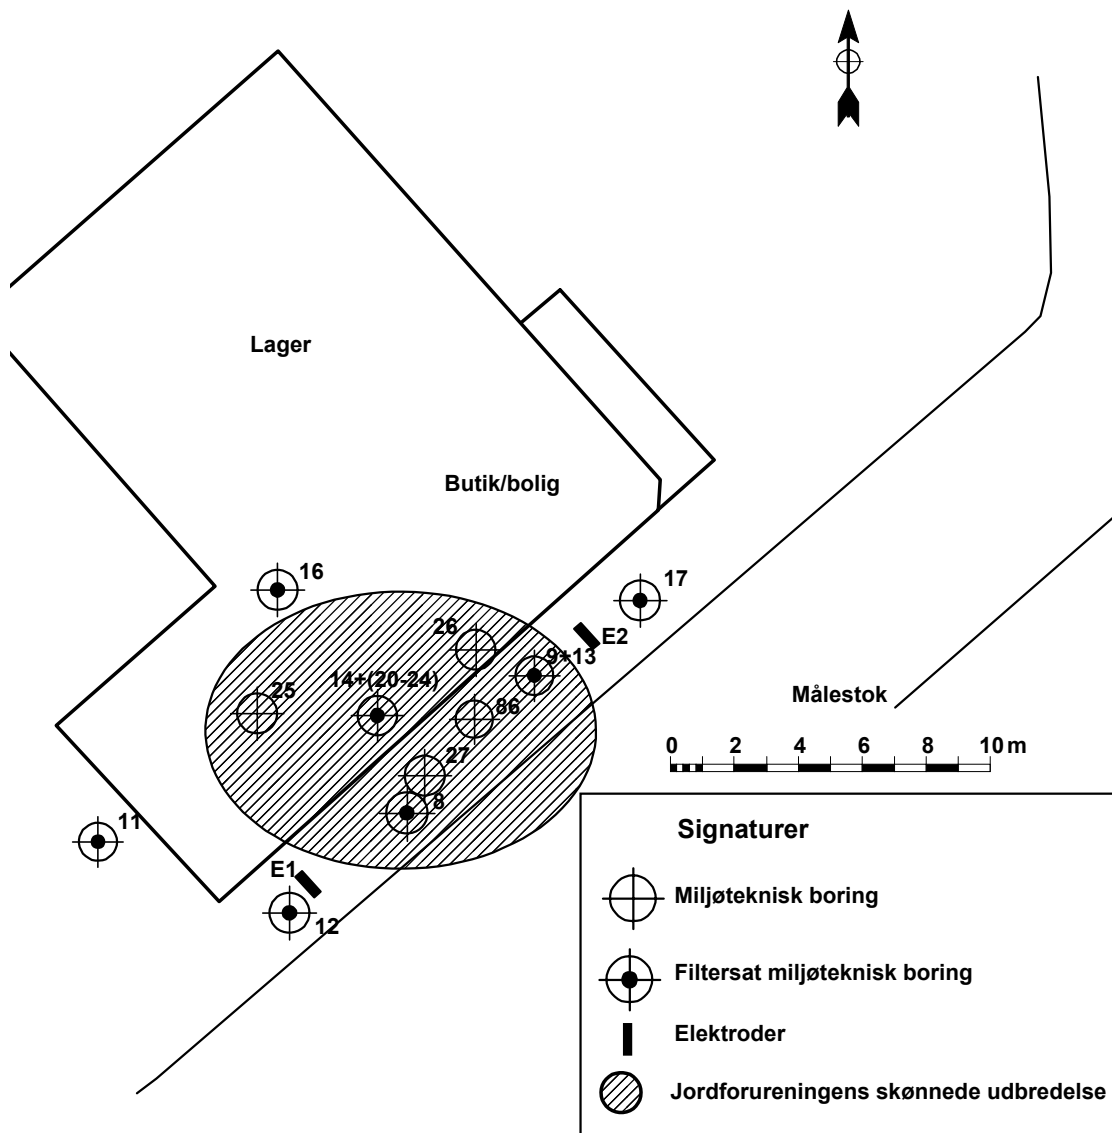 Lager
Butik/bolig
16
17
26
E2
9+13
14+(20-24)
25
86
Målestok
0 2 4 6 8 10 m
27
8
11
E1
12
Signaturer
Miljøteknisk boring
Filtersat miljøteknisk boring
Elektroder
Jordforureningens skønnede udbredelse